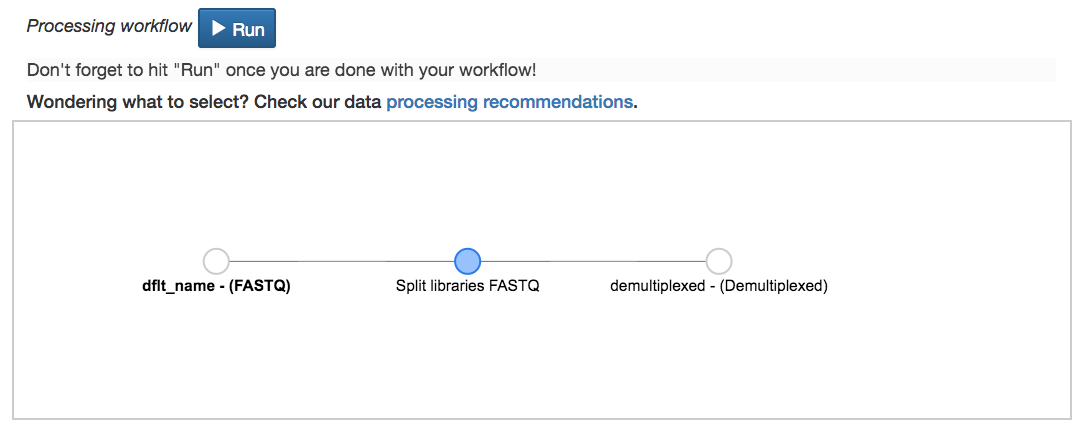 Processing workflow Run
Don't forget to hit "Run" once you are done with your workflow!
Wondering what to select? Check our data processing recommendations.
dflt_name - (FASTQ) Split libraries FASTQ demultiplexed - (Demultiplexed)